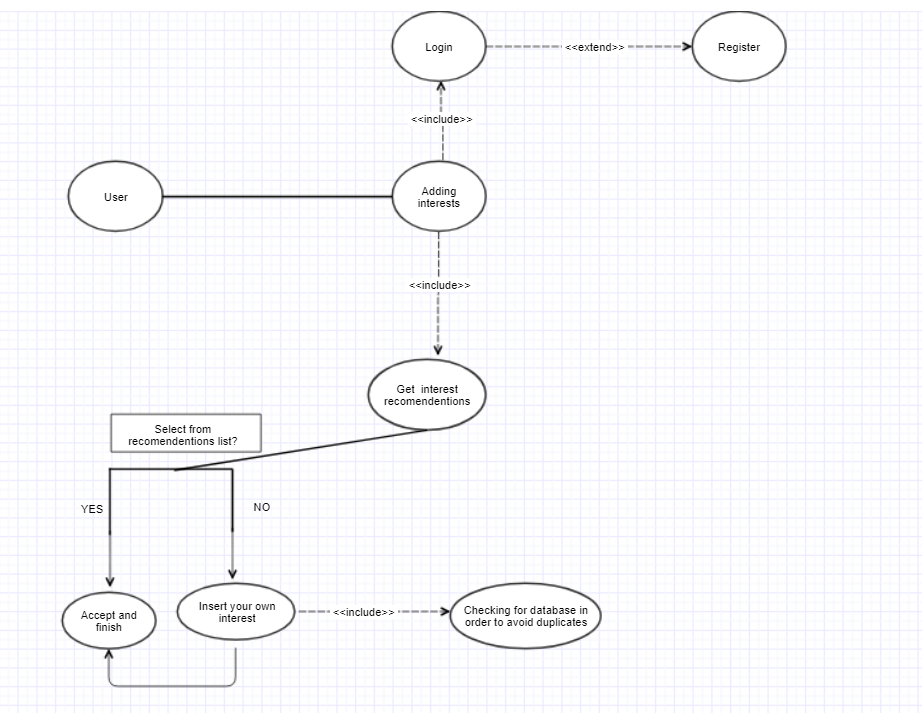 Login
<<extend>>
Register
<<include>>
User
Adding
interests
<<include>>
Get interest
recomendentions
Select from
recomendentions list?
YES
NO
Accept and
finish
Insert your own
interest
<<include>>
Checking for database in
order to avoid duplicates